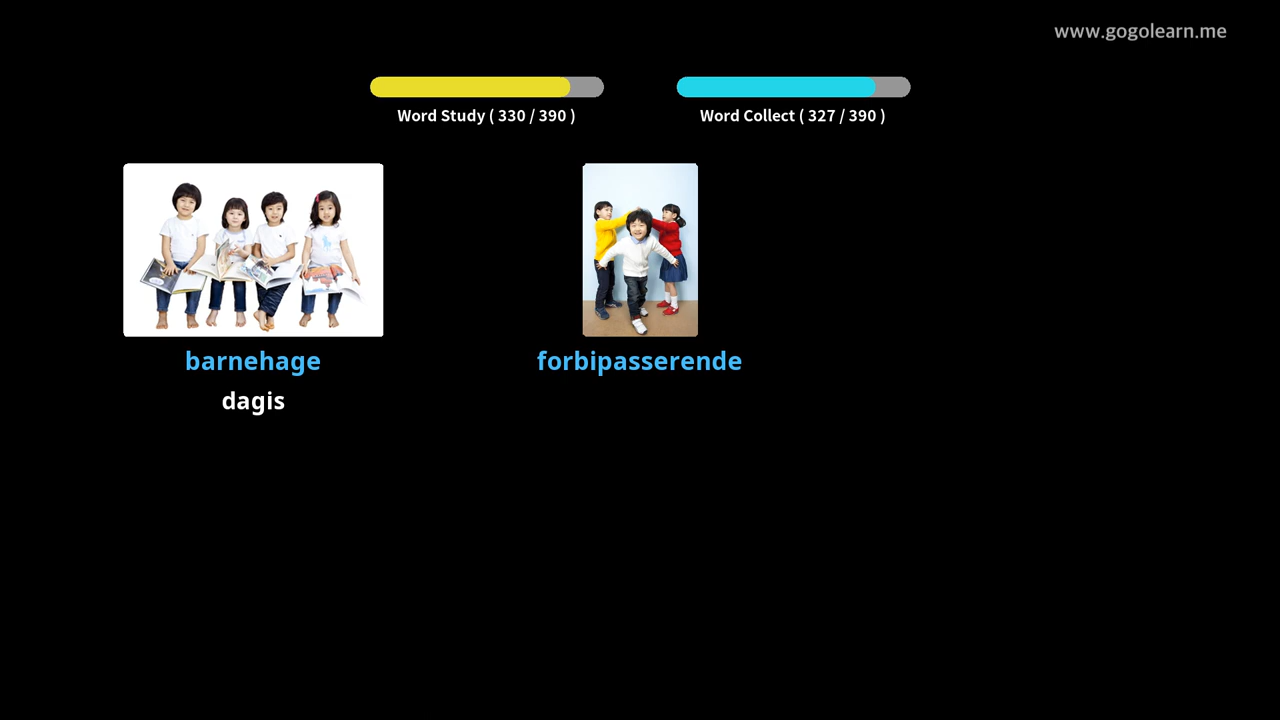 www.gogolearn.me
Word Study ( 330 / 390 )
Word Collect ( 327 / 390 )
barnehage
forbipasserende
dagis